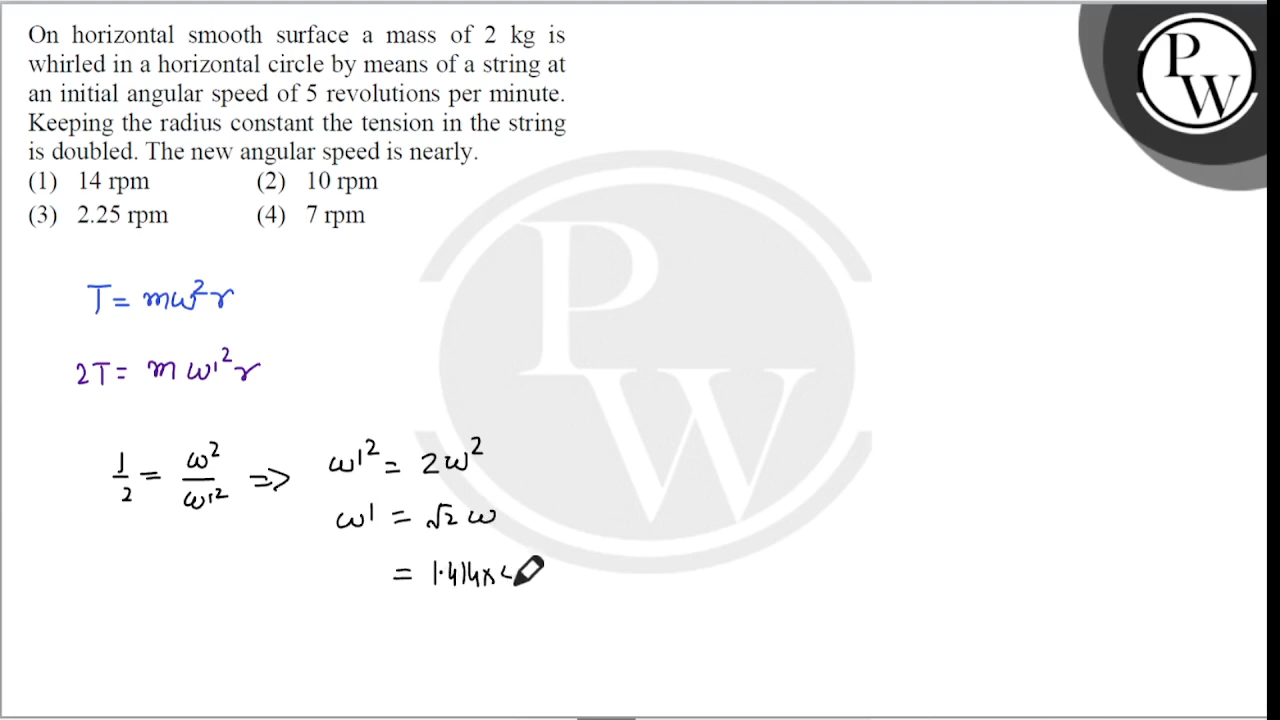 On horizontal smooth surface a mass of 2 kg is
whirled in a horizontal circle by means of a string at
an initial angular speed of 5 revolutions per minute.
Keeping the radius constant the tension in the string
is doubled. The new angular speed is nearly.
(1) 14 rpm (2) 10 rpm
(3) 2.25 rpm (4) 7 rpm
T = mω²r
2T = mω'²r
1/2 = ω²/ω'² => ω'² = 2ω²
ω' = √2 ω
= 1.414×
PW
PW